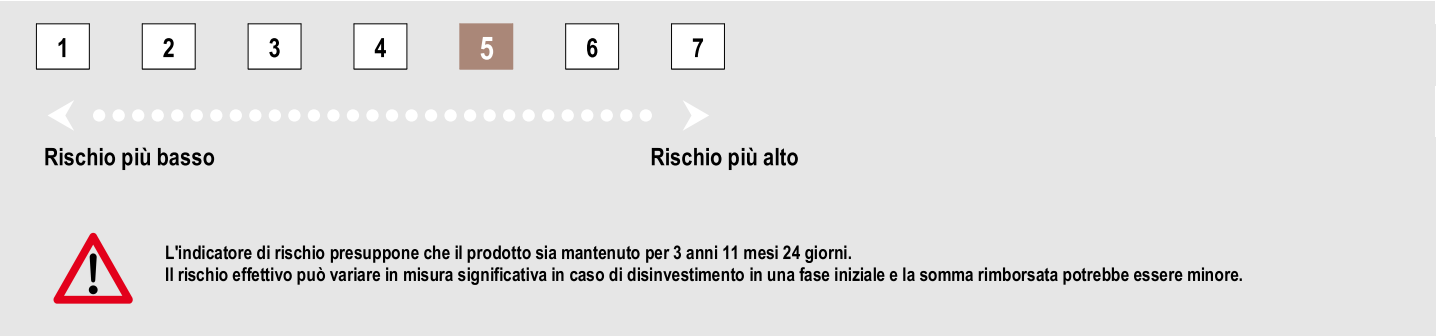 1 2 3 4 5 6 7
Rischio più basso Rischio più alto
L'indicatore di rischio presuppone che il prodotto sia mantenuto per 3 anni 11 mesi 24 giorni.
Il rischio effettivo può variare in misura significativa in caso di disinvestimento in una fase iniziale e la somma rimborsata potrebbe essere minore.